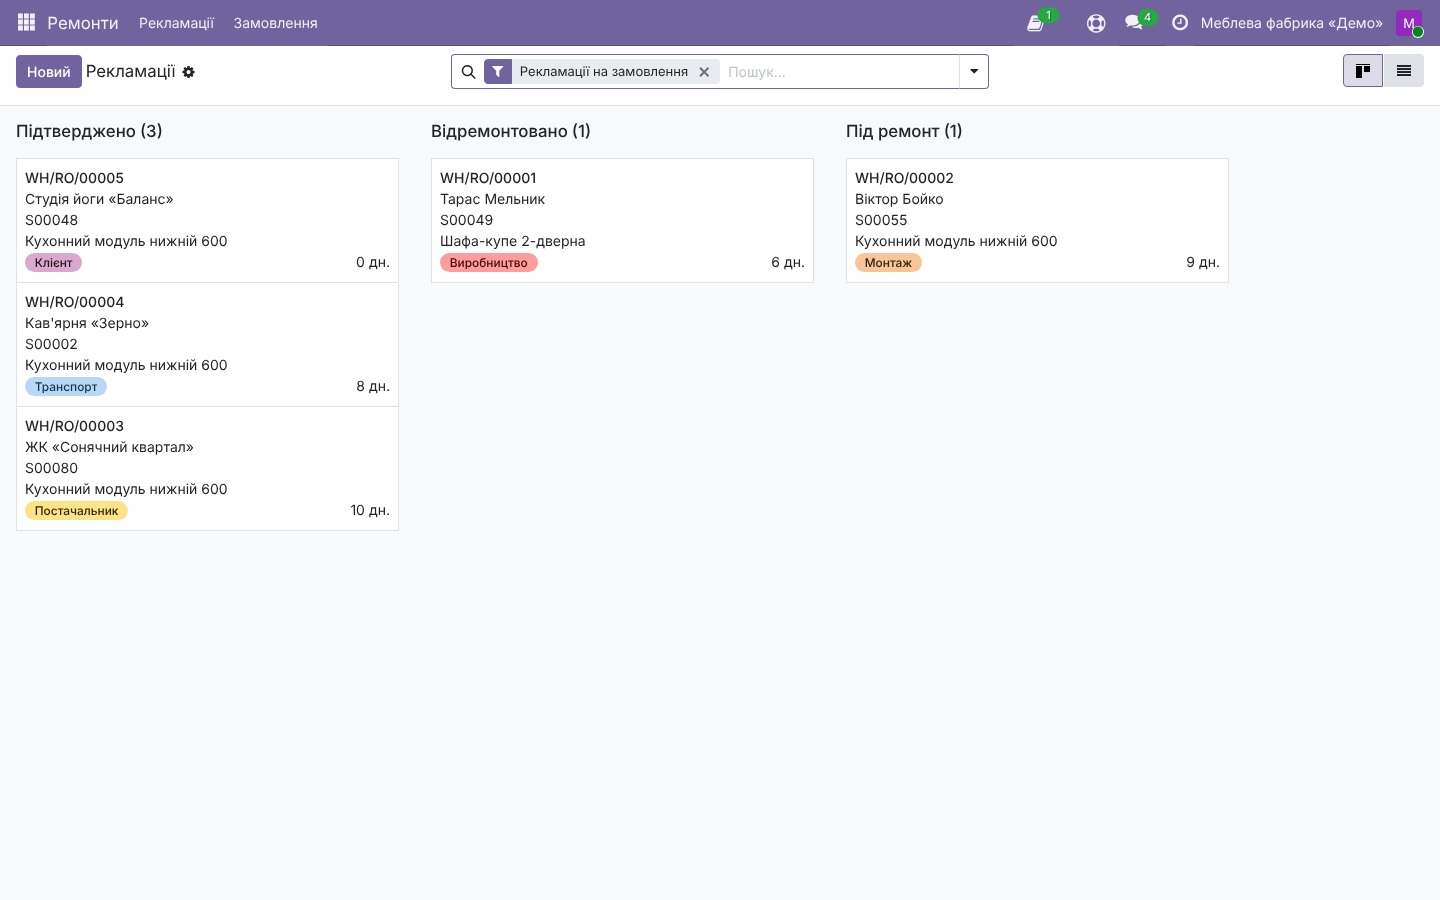 Ремонти
Рекламації
Замовлення
1
4
Меблева фабрика «Демо»
M
Новий
Рекламації
Рекламації на замовлення
Пошук...
Підтверджено (3)
WH/RO/00005
Студія йоги «Баланс»
S00048
Кухонний модуль нижній 600
Клієнт
0 дн.
WH/RO/00004
Кав'ярня «Зерно»
S00002
Кухонний модуль нижній 600
Транспорт
8 дн.
WH/RO/00003
ЖК «Сонячний квартал»
S00080
Кухонний модуль нижній 600
Постачальник
10 дн.
Відремонтовано (1)
WH/RO/00001
Тарас Мельник
S00049
Шафа-купе 2-дверна
Виробництво
6 дн.
Під ремонт (1)
WH/RO/00002
Віктор Бойко
S00055
Кухонний модуль нижній 600
Монтаж
9 дн.